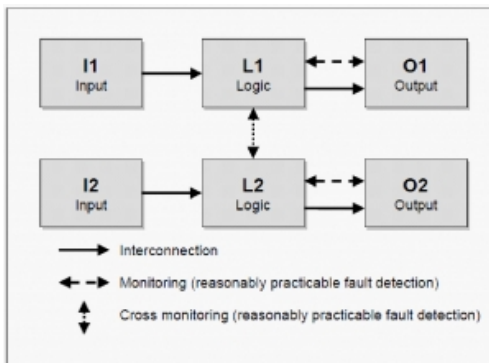 I1
Input
L1
Logic
O1
Output
I2
Input
L2
Logic
O2
Output
Interconnection
Monitoring (reasonably practicable fault detection)
Cross monitoring (reasonably practicable fault detection)